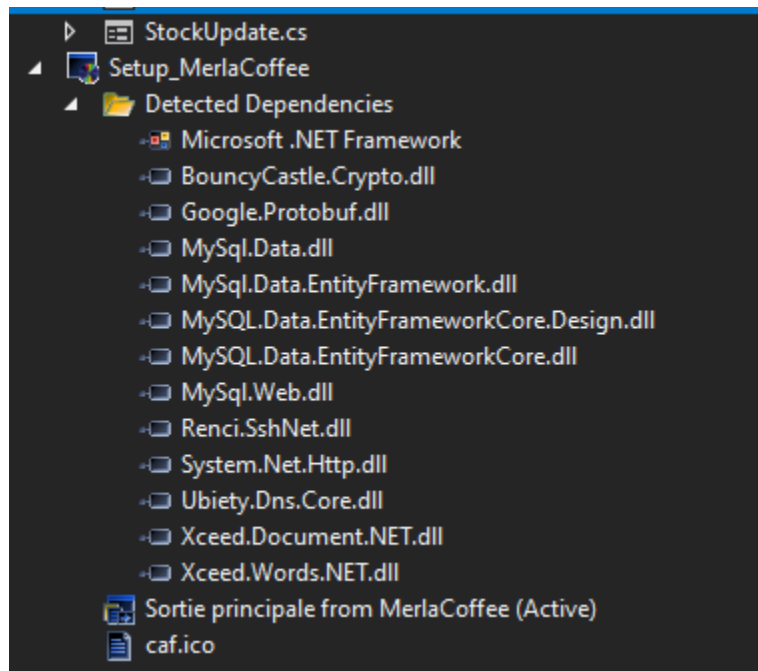 StockUpdate.cs
Setup_MerlaCoffee
Detected Dependencies
Microsoft .NET Framework
BouncyCastle.Crypto.dll
Google.Protobuf.dll
MySql.Data.dll
MySql.Data.EntityFramework.dll
MySQL.Data.EntityFrameworkCore.Design.dll
MySQL.Data.EntityFrameworkCore.dll
MySql.Web.dll
Renci.SshNet.dll
System.Net.Http.dll
Ubiety.Dns.Core.dll
Xceed.Document.NET.dll
Xceed.Words.NET.dll
Sortie principale from MerlaCoffee (Active)
caf.ico